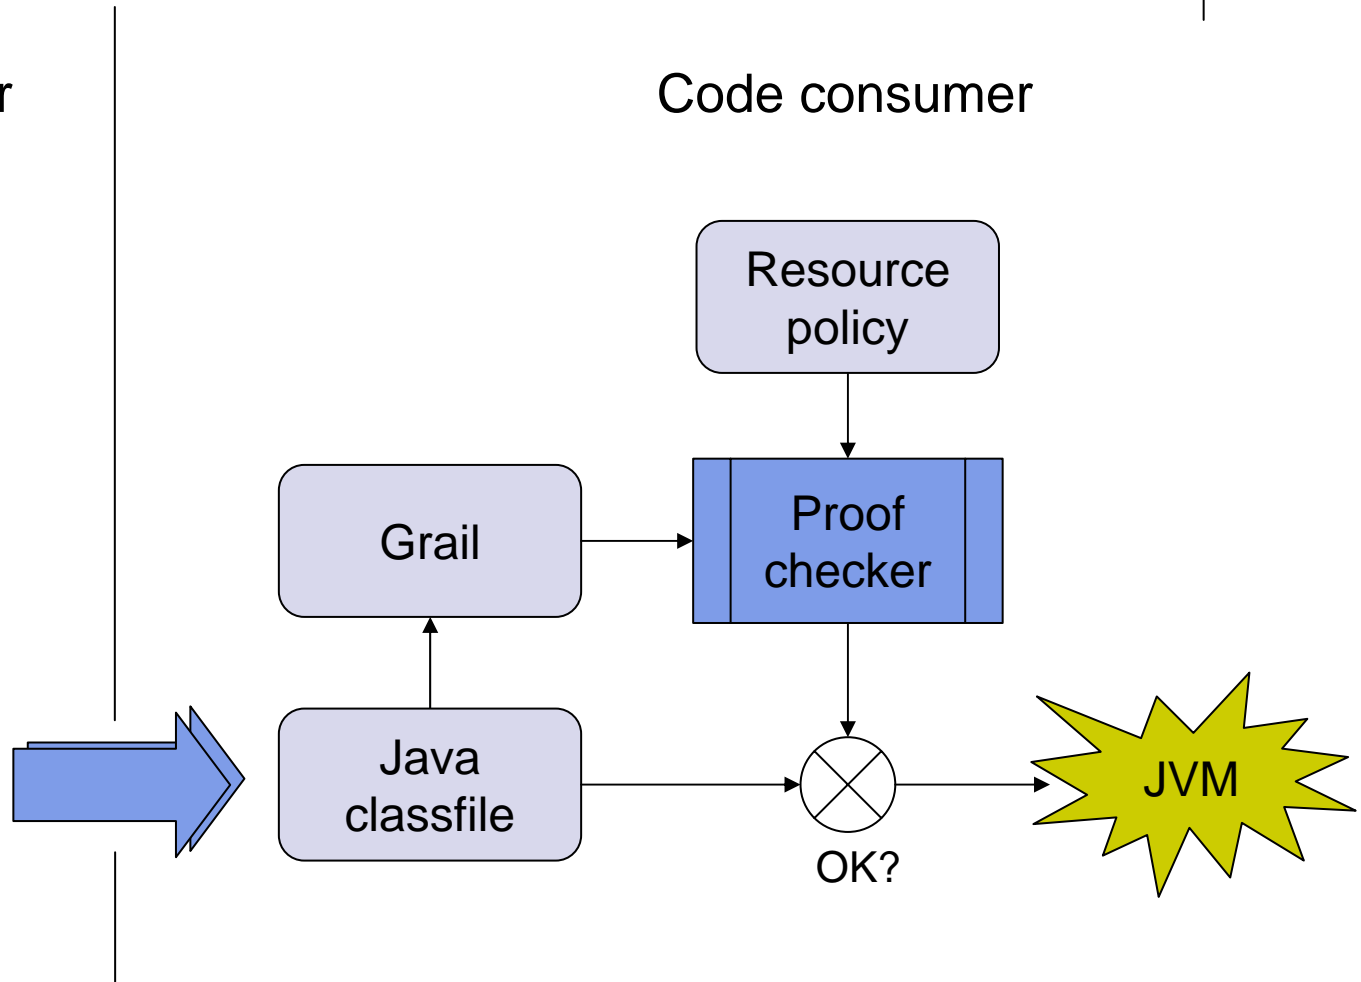 r
Code consumer
Resource
policy
Grail
Proof
checker
Java
classfile
JVM
OK?